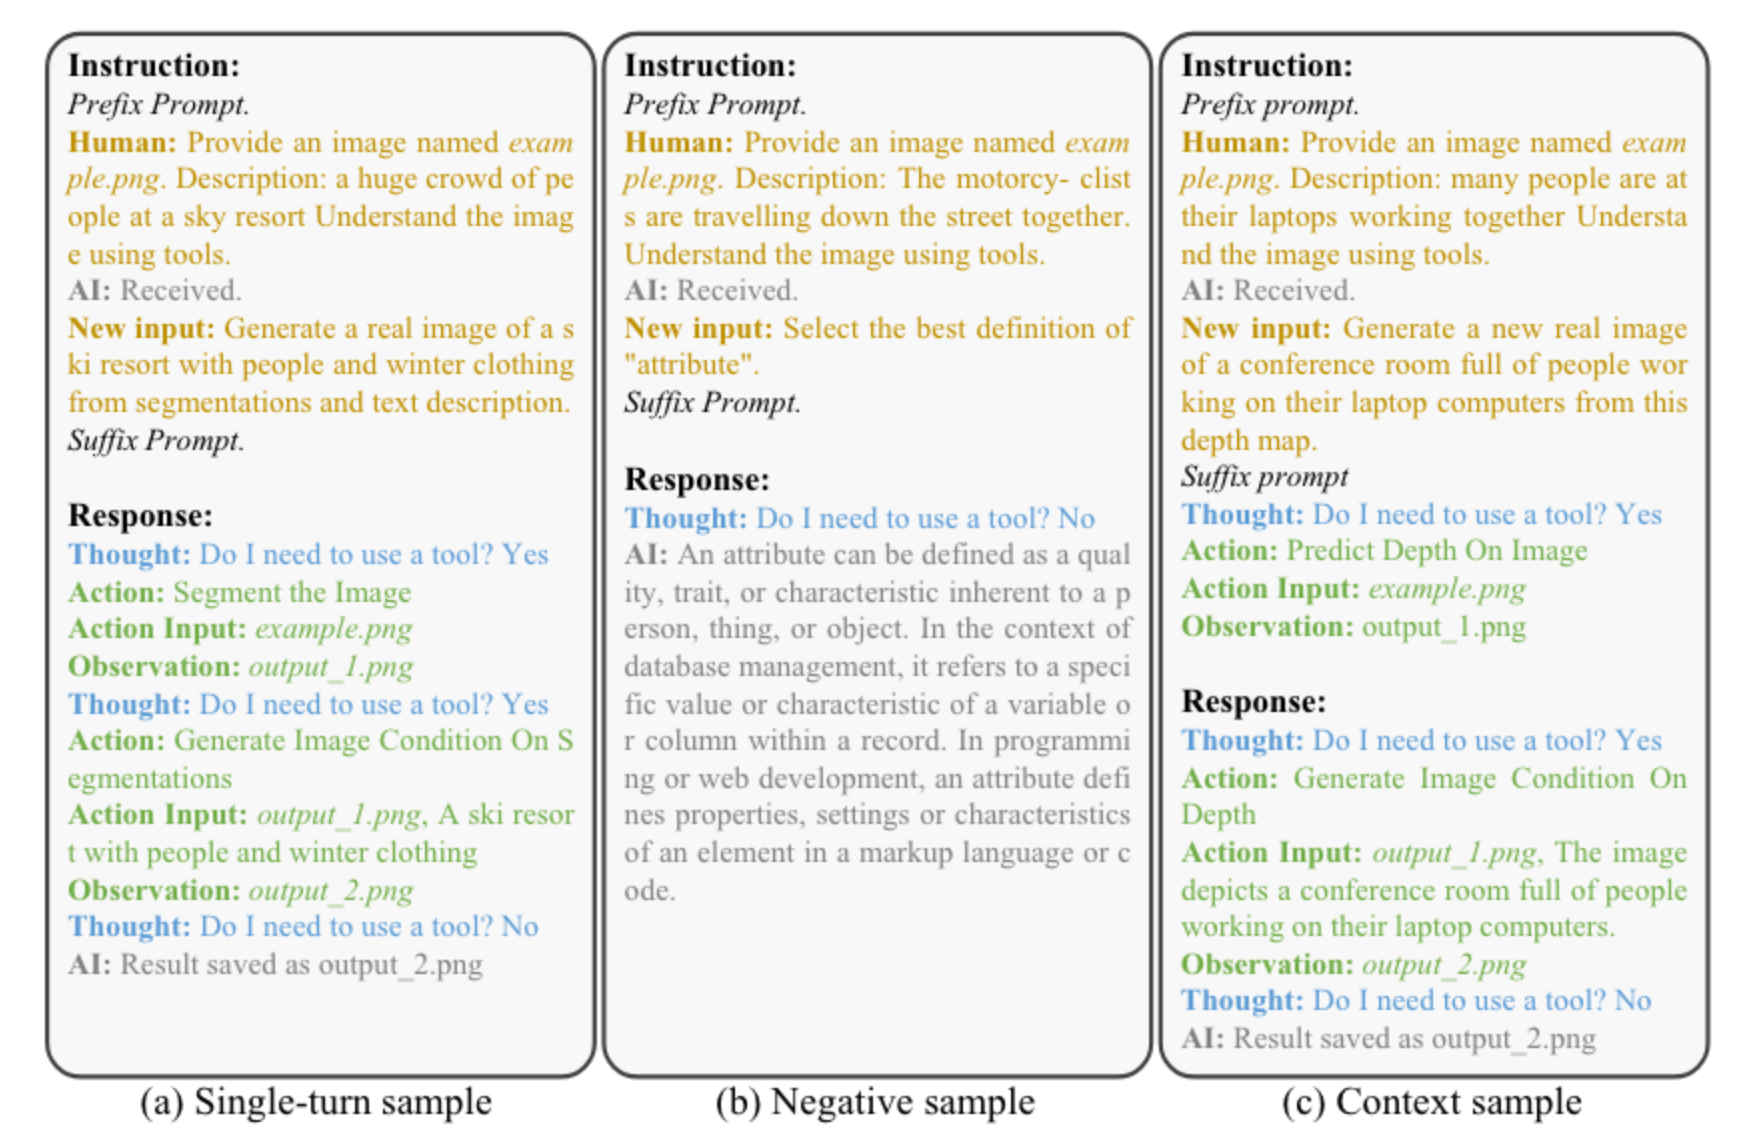 Instruction:
Prefix Prompt.
Human: Provide an image named exam
ple.png. Description: a huge crowd of pe
ople at a sky resort Understand the imag
e using tools.
AI: Received.
New input: Generate a real image of a s
ki resort with people and winter clothing
from segmentations and text description.
Suffix Prompt.
Response:
Thought: Do I need to use a tool? Yes
Action: Segment the Image
Action Input: example.png
Observation: output_1.png
Thought: Do I need to use a tool? Yes
Action: Generate Image Condition On S
egmentations
Action Input: output_1.png, A ski resor
t with people and winter clothing
Observation: output_2.png
Thought: Do I need to use a tool? No
AI: Result saved as output_2.png
(a) Single-turn sample
Instruction:
Prefix Prompt.
Human: Provide an image named exam
ple.png. Description: The motorcy- clist
s are travelling down the street together.
Understand the image using tools.
AI: Received.
New input: Select the best definition of
"attribute".
Suffix Prompt.
Response:
Thought: Do I need to use a tool? No
AI: An attribute can be defined as a qual
ity, trait, or characteristic inherent to a p
erson, thing, or object. In the context of
database management, it refers to a speci
fic value or characteristic of a variable o
r column within a record. In programmi
ng or web development, an attribute defi
nes properties, settings or characteristics
of an element in a markup language or c
ode.
(b) Negative sample
Instruction:
Prefix prompt.
Human: Provide an image named exam
ple.png. Description: many people are at
their laptops working together Understa
nd the image using tools.
AI: Received.
New input: Generate a new real image
of a conference room full of people wor
king on their laptop computers from this
depth map.
Suffix prompt
Thought: Do I need to use a tool? Yes
Action: Predict Depth On Image
Action Input: example.png
Observation: output_1.png
Response:
Thought: Do I need to use a tool? Yes
Action: Generate Image Condition On
Depth
Action Input: output_1.png, The image
depicts a conference room full of people
working on their laptop computers.
Observation: output_2.png
Thought: Do I need to use a tool? No
AI: Result saved as output_2.png
(c) Context sample